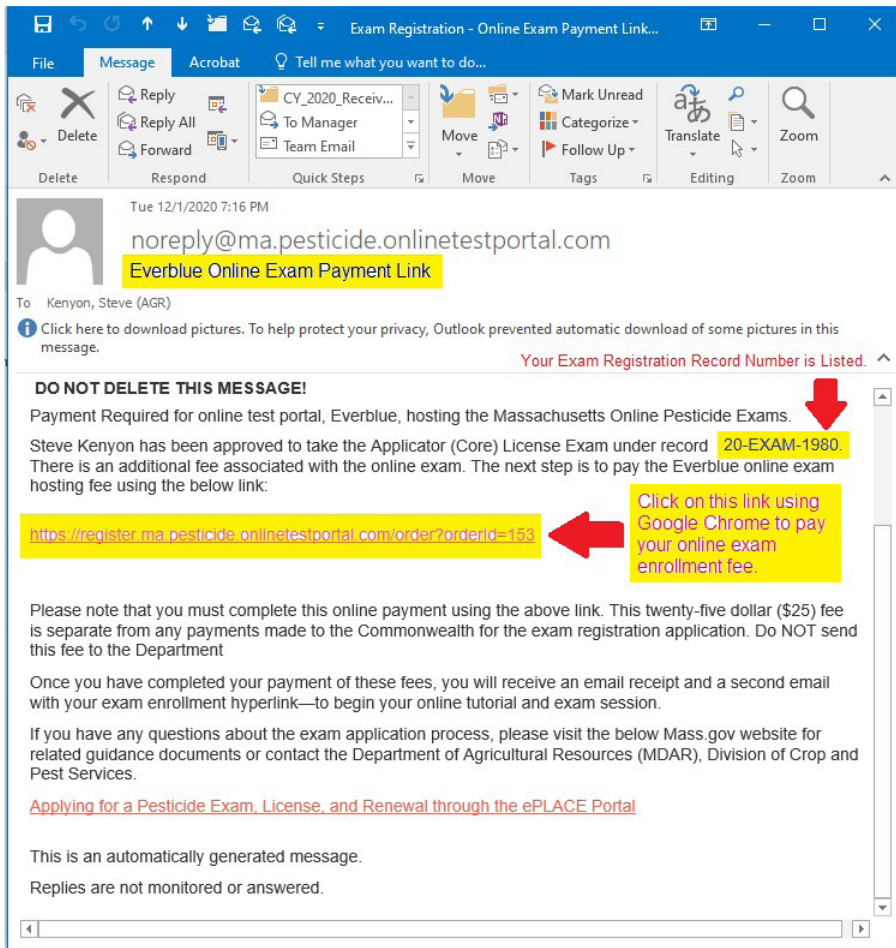 Exam Registration - Online Exam Payment Link...
File Message Acrobat Tell me what you want to do...
Delete
Reply
Reply All
Forward
CY_2020_Receiv...
To Manager
Team Email
Move
Mark Unread
Categorize
Follow Up
Translate
Zoom
Delete Respond Quick Steps Move Tags Editing Zoom
Tue 12/1/2020 7:16 PM
noreply@ma.pesticide.onlinetestportal.com
Everblue Online Exam Payment Link
To Kenyon, Steve (AGR)
Click here to download pictures. To help protect your privacy, Outlook prevented automatic download of some pictures in this
message.
Your Exam Registration Record Number is Listed.
DO NOT DELETE THIS MESSAGE!
Payment Required for online test portal, Everblue, hosting the Massachusetts Online Pesticide Exams.
Steve Kenyon has been approved to take the Applicator (Core) License Exam under record 20-EXAM-1980.
There is an additional fee associated with the online exam. The next step is to pay the Everblue online exam
hosting fee using the below link:
https://register.ma.pesticide.onlinetestportal.com/order?orderId=153
Click on this link using
Google Chrome to pay
your online exam
enrollment fee.
Please note that you must complete this online payment using the above link. This twenty-five dollar ($25) fee
is separate from any payments made to the Commonwealth for the exam registration application. Do NOT send
this fee to the Department
Once you have completed your payment of these fees, you will receive an email receipt and a second email
with your exam enrollment hyperlink—to begin your online tutorial and exam session.
If you have any questions about the exam application process, please visit the below Mass.gov website for
related guidance documents or contact the Department of Agricultural Resources (MDAR), Division of Crop and
Pest Services.
Applying for a Pesticide Exam, License, and Renewal through the ePLACE Portal
This is an automatically generated message.
Replies are not monitored or answered.